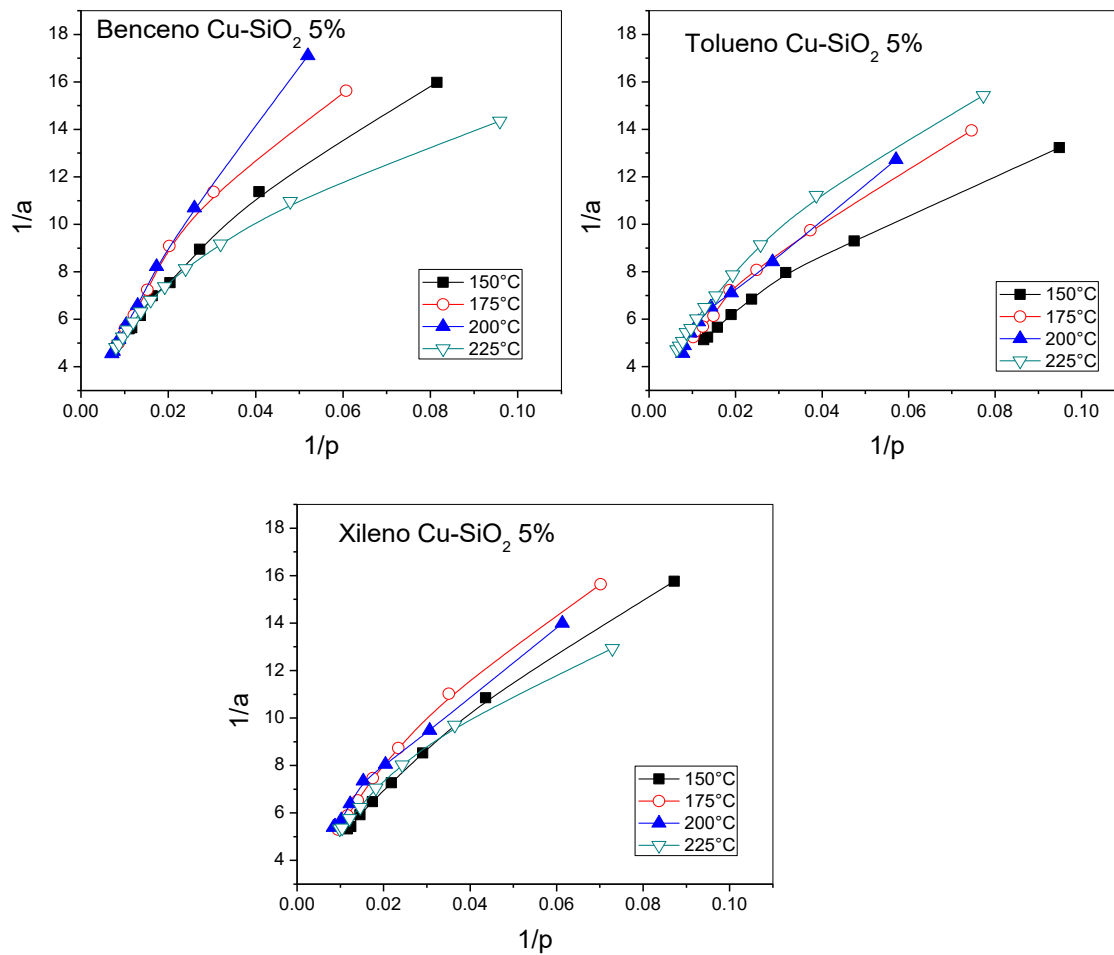 Benceno Cu-SiO2 5%
18
16
14
12
10
8
6
4
1/a
0.00 0.02 0.04 0.06 0.08 0.10
1/p
150°C
175°C
200°C
225°C
Tolueno Cu-SiO2 5%
18
16
14
12
10
8
6
4
1/a
0.00 0.02 0.04 0.06 0.08 0.10
1/p
150°C
175°C
200°C
225°C
Xileno Cu-SiO2 5%
18
16
14
12
10
8
6
4
1/a
0.00 0.02 0.04 0.06 0.08 0.10
1/p
150°C
175°C
200°C
225°C